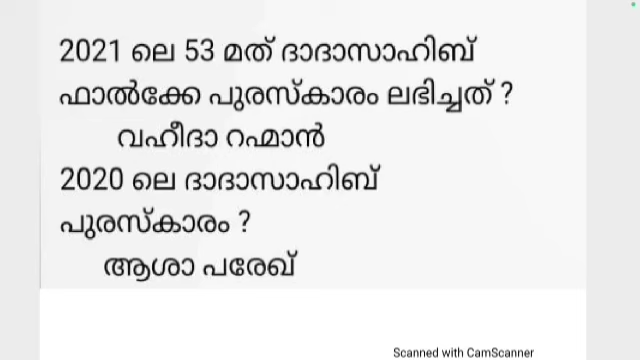 2021 ലെ 53 മത് ദാദാസാഹിബ്
ഫാൽക്കേ പുരസ്കാരം ലഭിച്ചത് ?
വഹീദാ റഹ്മാൻ
2020 ലെ ദാദാസാഹിബ്
പുരസ്കാരം ?
ആശാ പരേഖ്
Scanned with CamScanner